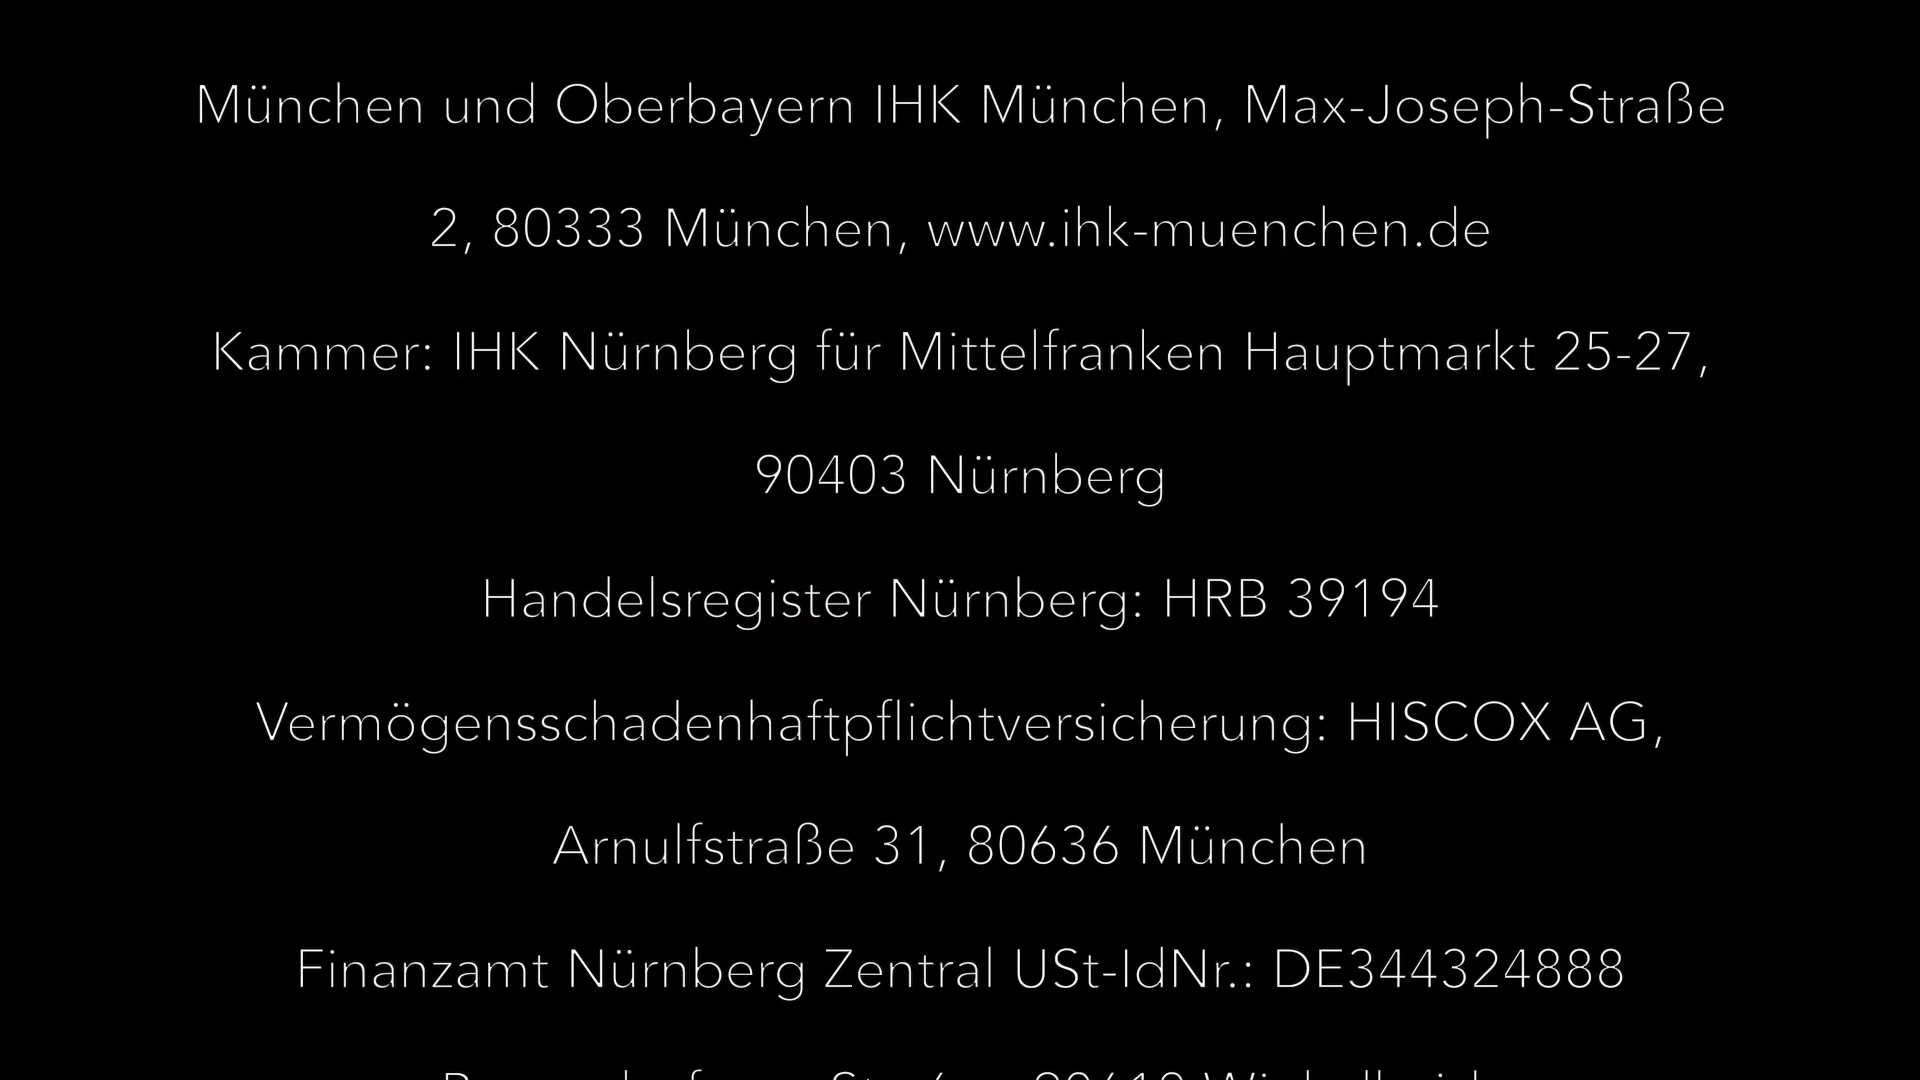 München und Oberbayern IHK München, Max-Joseph-Straße
2, 80333 München, www.ihk-muenchen.de
Kammer: IHK Nürnberg für Mittelfranken Hauptmarkt 25-27,
90403 Nürnberg
Handelsregister Nürnberg: HRB 39194
Vermögensschadenhaftpflichtversicherung: HISCOX AG,
Arnulfstraße 31, 80636 München
Finanzamt Nürnberg Zentral USt-IdNr.: DE344324888